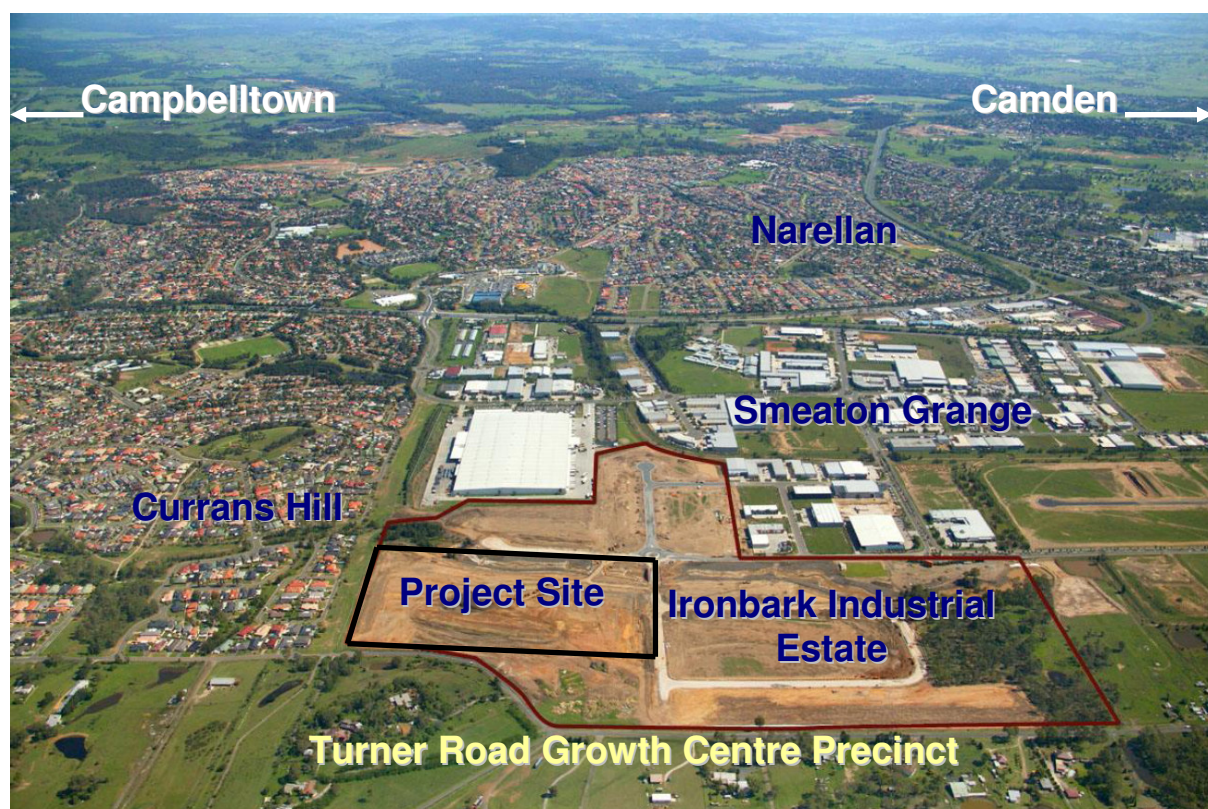 Campbelltown
Camden
Narellan
Smeaton Grange
Currans Hill
Project Site
Ironbark Industrial
Estate
Turner Road Growth Centre Precinct